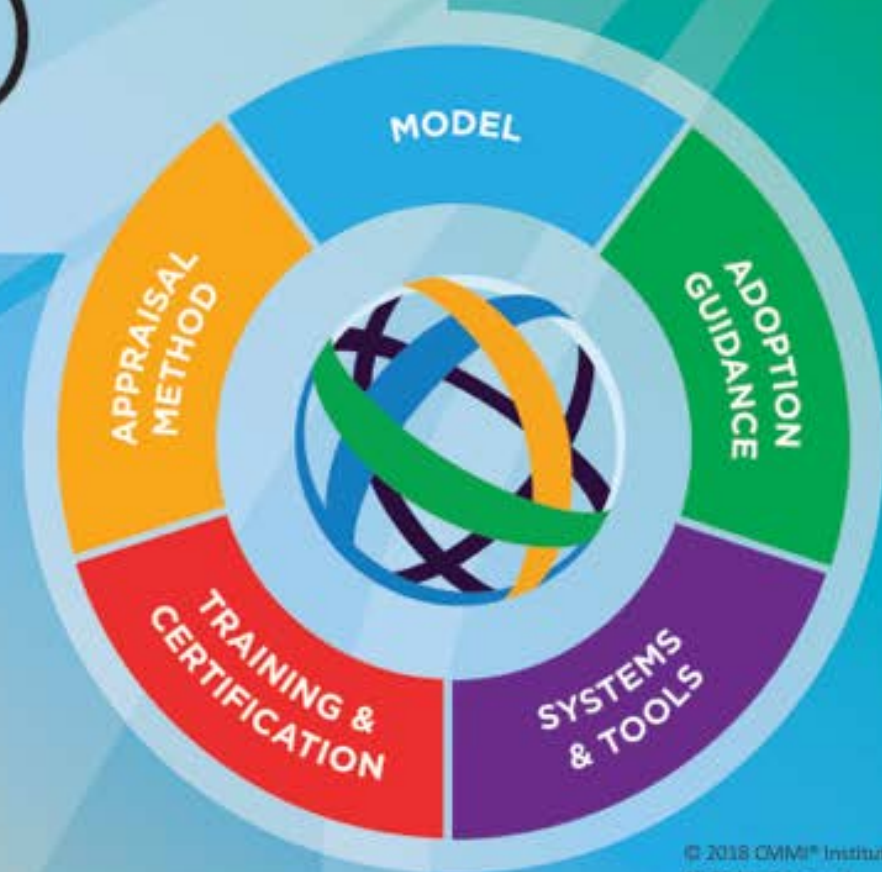 MODEL
ADOPTION
GUIDANCE
SYSTEMS
& TOOLS
TRAINING &
CERTIFICATION
APPRAISAL
METHOD
© 2018 CMMI® Institu